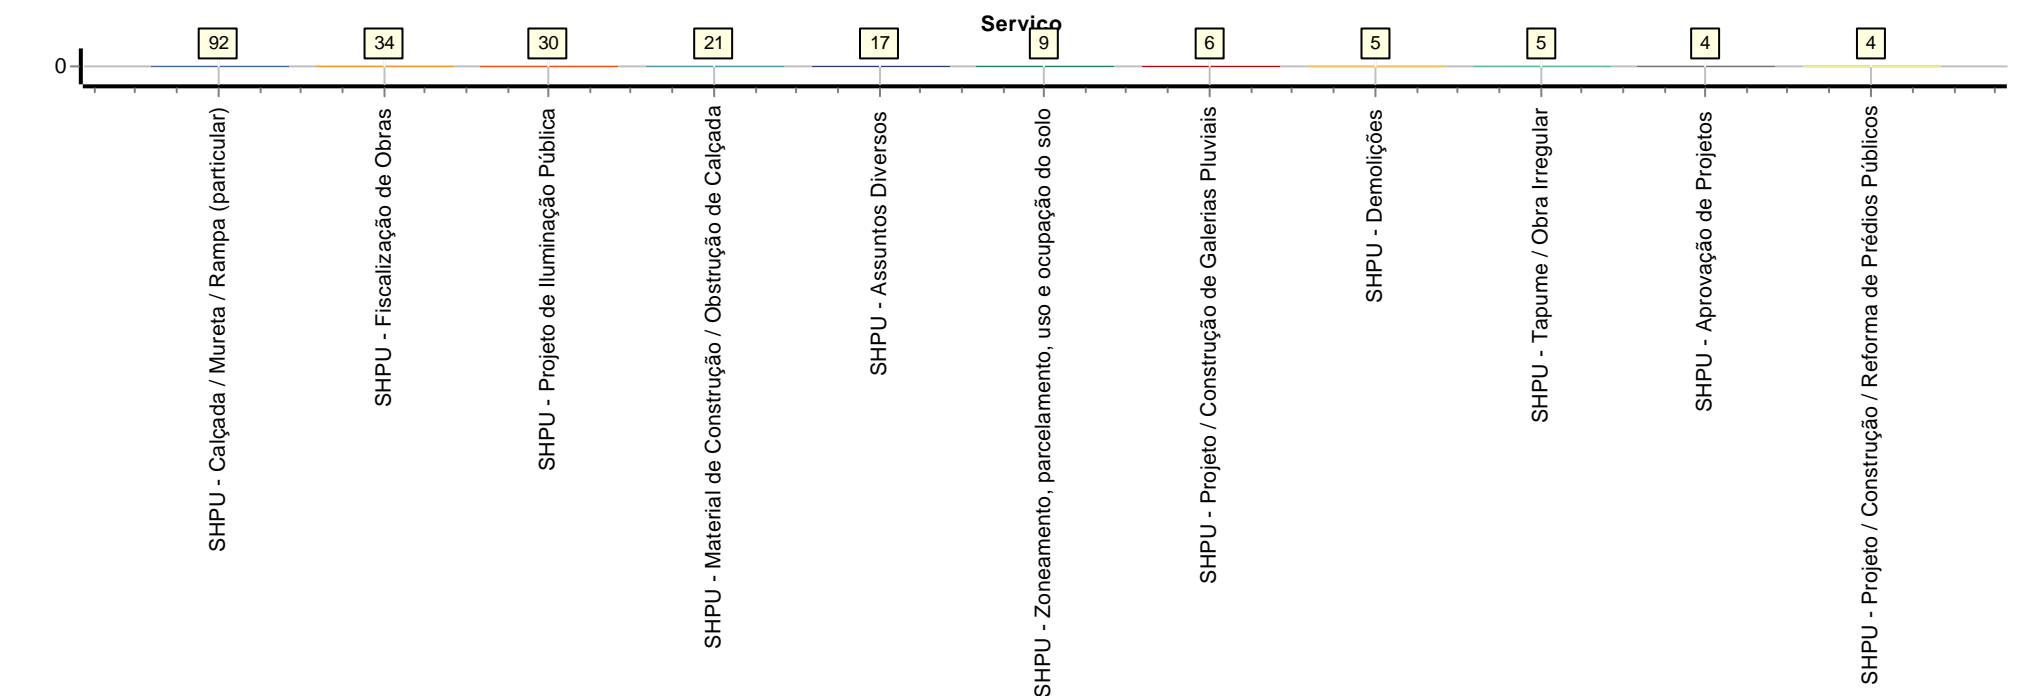 Serviço
92
34
30
21
17
9
6
5
5
4
4
0
SHPU - Calçada / Mureta / Rampa (particular)
SHPU - Fiscalização de Obras
SHPU - Projeto de Iluminação Pública
SHPU - Material de Construção / Obstrução de Calçada
SHPU - Assuntos Diversos
SHPU - Zoneamento, parcelamento, uso e ocupação do solo
SHPU - Projeto / Construção de Galerias Pluviais
SHPU - Demolições
SHPU - Tapume / Obra Irregular
SHPU - Aprovação de Projetos
SHPU - Projeto / Construção / Reforma de Prédios Públicos